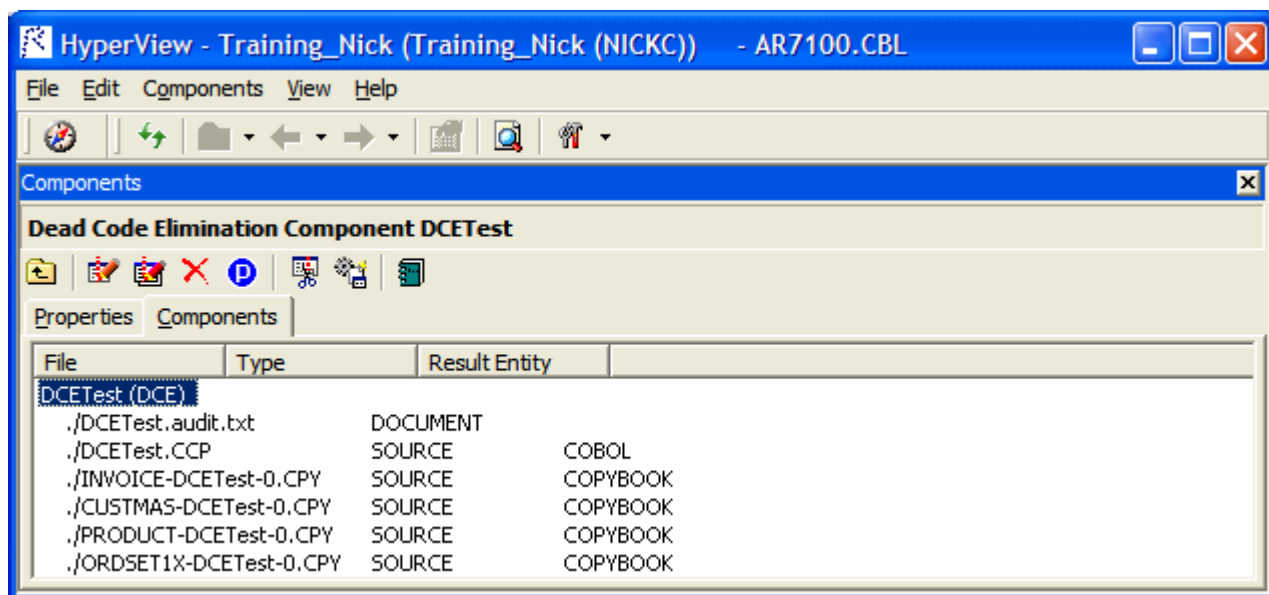 HyperView - Training_Nick (Training_Nick (NICKC)) - AR7100.CBL
File Edit Components View Help
Components
Dead Code Elimination Component DCETest
P
Properties Components
File Type Result Entity
DCETest (DCE)
./DCETest.audit.txt DOCUMENT
./DCETest.CCP SOURCE COBOL
./INVOICE-DCETest-0.CPY SOURCE COPYBOOK
./CUSTMAS-DCETest-0.CPY SOURCE COPYBOOK
./PRODUCT-DCETest-0.CPY SOURCE COPYBOOK
./ORDSET1X-DCETest-0.CPY SOURCE COPYBOOK